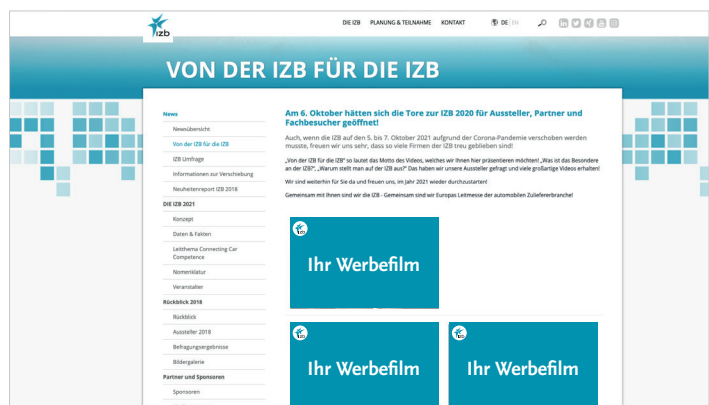 izb
DIE IZB PLANUNG & TEILNAHME KONTAKT DE EN
VON DER IZB FÜR DIE IZB
News
Newsübersicht
Von der IZB für die IZB
IZB Umfrage
Informationen zur Verschiebung
Neuheitenreport IZB 2018
DIE IZB 2021
Konzept
Daten & Fakten
Leitthema Connecting Car
Competence
Nomenklatur
Veranstalter
Rückblick 2018
Rückblick
Aussteller 2018
Befragungsergebnisse
Bildergalerie
Partner und Sponsoren
Sponsoren
Am 6. Oktober hätten sich die Tore zur IZB 2020 für Aussteller, Partner und
Fachbesucher geöffnet!
Auch, wenn die IZB auf den 5. bis 7. Oktober 2021 aufgrund der Corona-Pandemie verschoben werden
musste, freuen wir uns sehr, dass so viele Firmen der IZB treu geblieben sind!
„Von der IZB für die IZB" so lautet das Motto des Videos, welches wir Ihnen hier präsentieren möchten! „Was ist das Besondere
an der IZB?", „Warum stellt man auf der IZB aus?" Das haben wir unsere Aussteller gefragt und viele großartige Videos erhalten!
Wir sind weiterhin für Sie da und freuen uns, im Jahr 2021 wieder durchzustarten!
Gemeinsam mit Ihnen sind wir die IZB - Gemeinsam sind wir Europas Leitmesse der automobilen Zuliefererbranche!
izb
Ihr Werbefilm
izb
Ihr Werbefilm
izb
Ihr Werbefilm